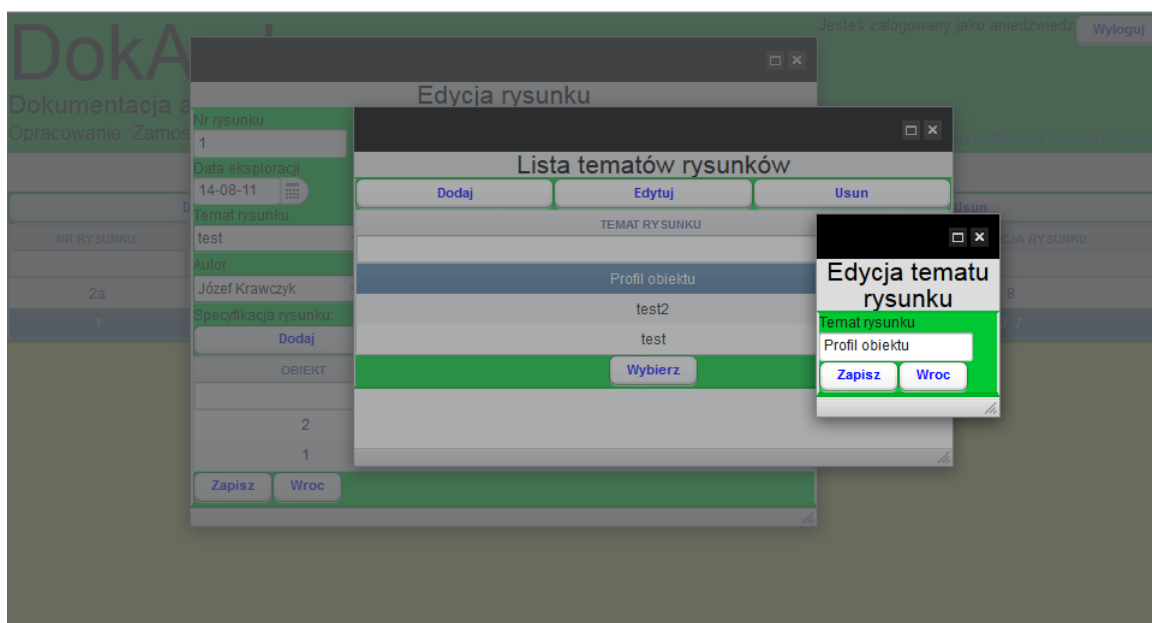 DokA
Jesteś zalogowany jako aniedzwiedz
Wyloguj
Dokumentacja a
Opracowanie: Zamos
Edycja rysunku
Nr rysunku
1
Data eksploracji
14-08-11
Temat rysunku
test
Autor
Józef Krawczyk
Specyfikacja rysunku:
Dodaj
OBIEKT
2
1
Zapisz Wroc
Lista tematów rysunków
Dodaj Edytuj Usun
TEMAT RYSUNKU
Profil obiektu
test2
test
Wybierz
Usun
NR RYSUNKU
CJA RYSUNKU
2a
8
1
7
Edycja tematu
rysunku
Temat rysunku
Profil obiektu
Zapisz Wroc